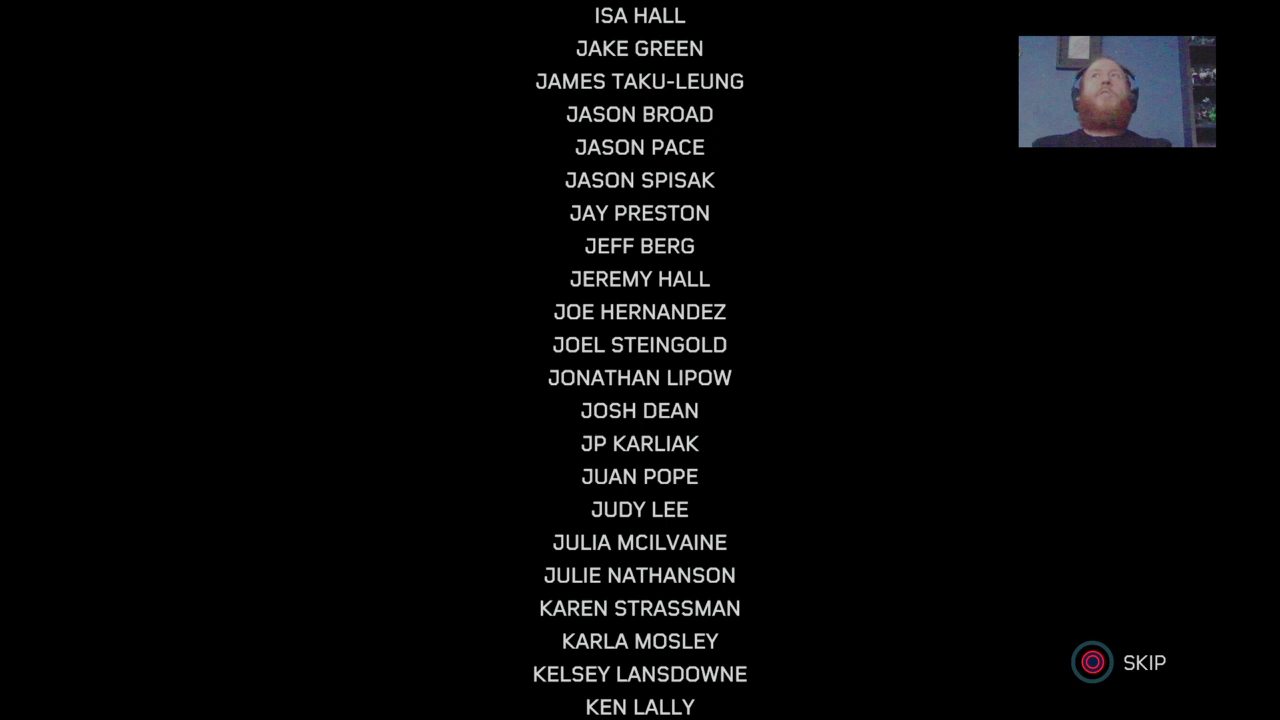 ISA HALL
JAKE GREEN
JAMES TAKU-LEUNG
JASON BROAD
JASON PACE
JASON SPISAK
JAY PRESTON
JEFF BERG
JEREMY HALL
JOE HERNANDEZ
JOEL STEINGOLD
JONATHAN LIPOW
JOSH DEAN
JP KARLIAK
JUAN POPE
JUDY LEE
JULIA MCILVAINE
JULIE NATHANSON
KAREN STRASSMAN
KARLA MOSLEY
KELSEY LANSDOWNE
SKIP
KEN LALLY